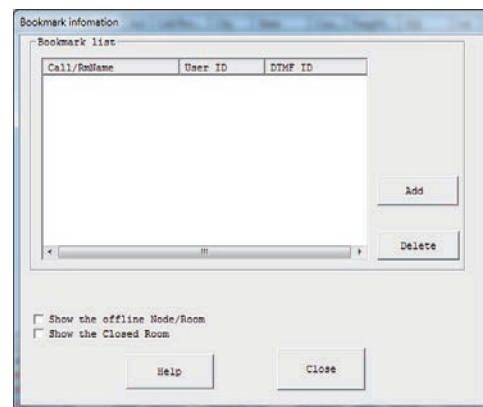 Bookmark infomation
Bookmark list
Call/RmName User ID DTMF ID
Add
Delete
Show the offline Node/Room
Show the Closed Room
Help Close